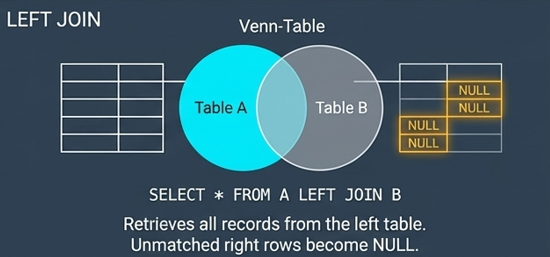 LEFT JOIN
Venn-Table
Table A
Table B
NULL
NULL
NULL
NULL
SELECT * FROM A LEFT JOIN B
Retrieves all records from the left table.
Unmatched right rows become NULL.